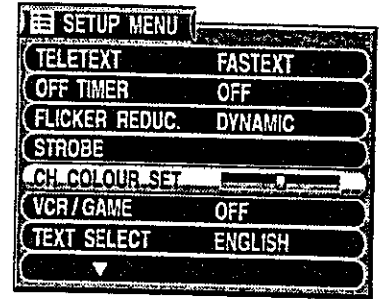 SETUP MENU
TELETEXT FASTEXT
OFF TIMER OFF
FLICKER REDUC. DYNAMIC
STROBE
CH COLOUR SET
VCR/GAME OFF
TEXT SELECT ENGLISH